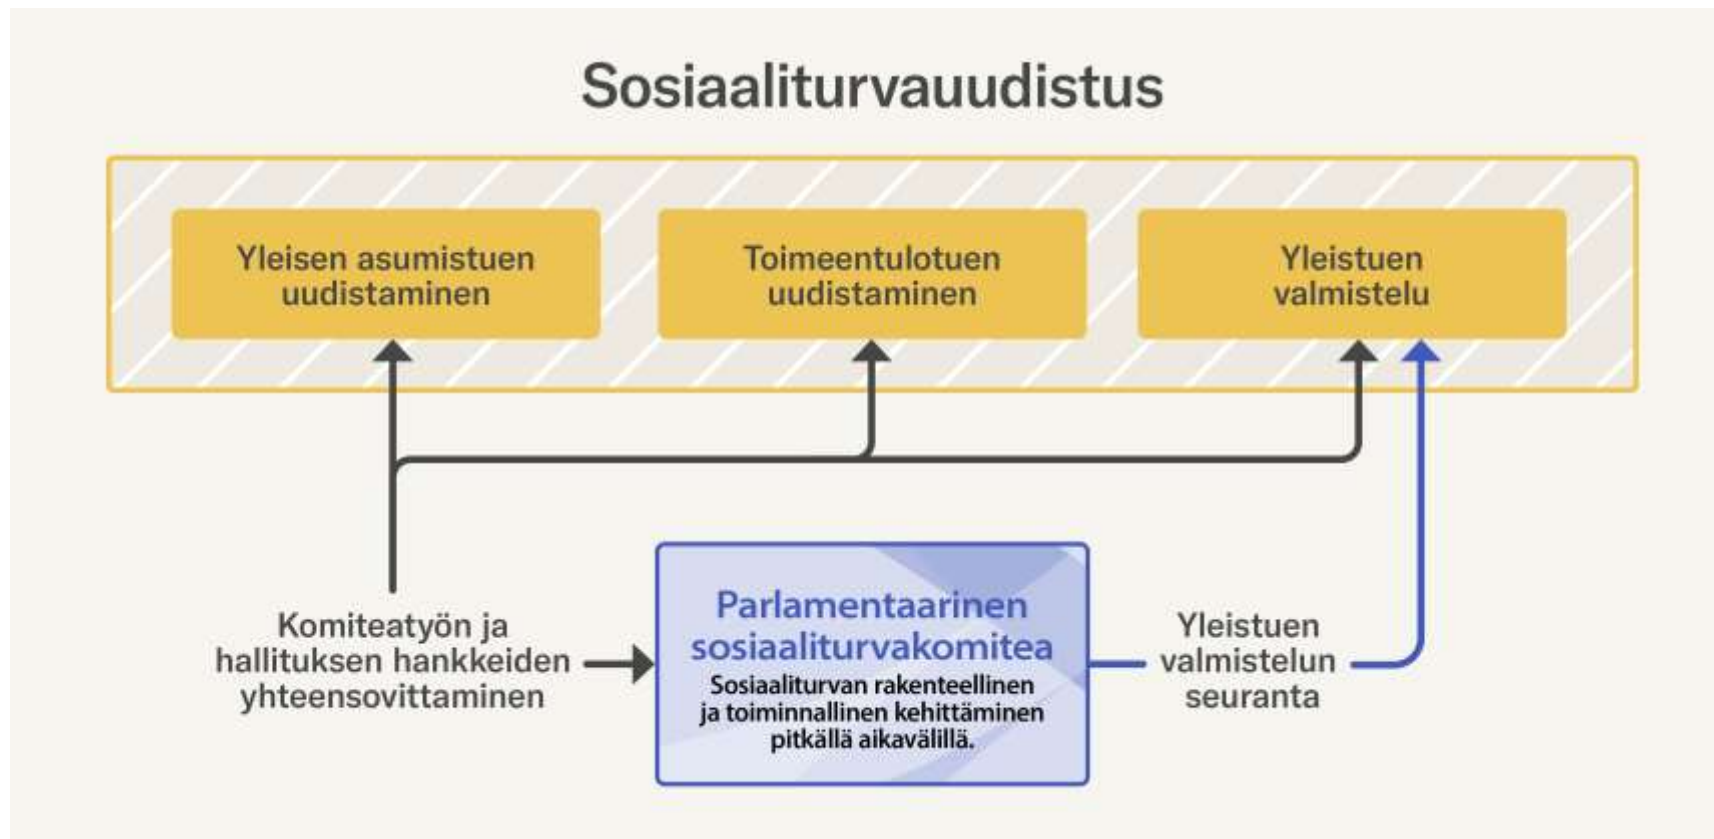 Sosiaaliturvauudistus
Yleisen asumistuen
uudistaminen
Toimeentulotuen
uudistaminen
Yleistuen
valmistelu
Komiteatyön ja
hallituksen hankkeiden
yhteensovittaminen
Parlamentaarinen
sosiaaliturvakomitea
Sosiaaliturvan rakenteellinen
ja toiminnallinen kehittäminen
pitkällä aikavälillä.
Yleistuen
valmistelun
seuranta